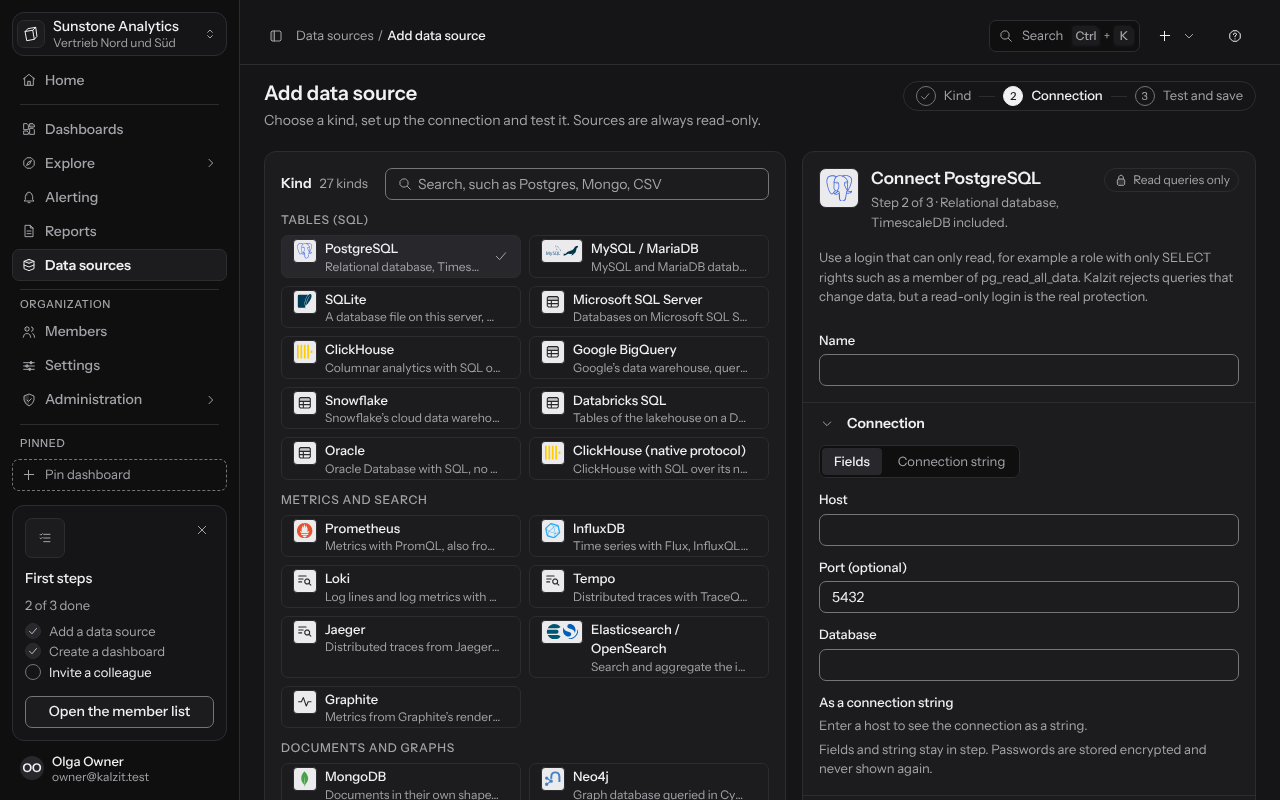 Sunstone Analytics
Vertrieb Nord und Süd
Home
Dashboards
Explore
Alerting
Reports
Data sources
ORGANIZATION
Members
Settings
Administration
PINNED
Pin dashboard
First steps
2 of 3 done
Add a data source
Create a dashboard
Invite a colleague
Open the member list
OO
Olga Owner
owner@kalzit.test
Data sources / Add data source
Search Ctrl + K
Add data source
Choose a kind, set up the connection and test it. Sources are always read-only.
Kind
2 Connection
3 Test and save
Kind 27 kinds
Search, such as Postgres, Mongo, CSV
TABLES (SQL)
PostgreSQL
Relational database, Times…
MySQL / MariaDB
MySQL and MariaDB datab…
SQLite
A database file on this server, …
Microsoft SQL Server
Databases on Microsoft SQL S…
ClickHouse
Columnar analytics with SQL o…
Google BigQuery
Google's data warehouse, quer…
Snowflake
Snowflake's cloud data wareho…
Databricks SQL
Tables of the lakehouse on a D…
Oracle
Oracle Database with SQL, no …
ClickHouse (native protocol)
ClickHouse with SQL over its n…
METRICS AND SEARCH
Prometheus
Metrics with PromQL, also fro…
InfluxDB
Time series with Flux, InfluxQL…
Loki
Log lines and log metrics with …
Tempo
Distributed traces with TraceQ…
Jaeger
Distributed traces from Jaeger…
Elasticsearch /
OpenSearch
Search and aggregate the i…
Graphite
Metrics from Graphite's render…
DOCUMENTS AND GRAPHS
MongoDB
Documents in their own shape…
Neo4j
Graph database queried in Cy…
Connect PostgreSQL
Step 2 of 3 · Relational database,
TimescaleDB included.
Read queries only
Use a login that can only read, for example a role with only SELECT
rights such as a member of pg_read_all_data. Kalzit rejects queries that
change data, but a read-only login is the real protection.
Name
Connection
Fields
Connection string
Host
Port (optional)
5432
Database
As a connection string
Enter a host to see the connection as a string.
Fields and string stay in step. Passwords are stored encrypted and
never shown again.